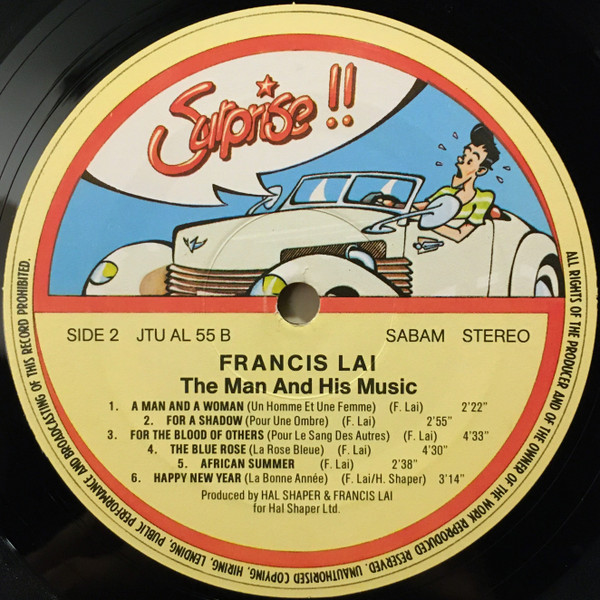 Surprise !!
SIDE 2 JTU AL 55 B SABAM STEREO
FRANCIS LAI
The Man And His Music
1. A MAN AND A WOMAN (Un Homme Et Une Femme) (F. Lai) 2'22"
2. FOR A SHADOW (Pour Une Ombre) (F. Lai) 2'55"
3. FOR THE BLOOD OF OTHERS (Pour Le Sang Des Autres) (F. Lai) 4'33"
4. THE BLUE ROSE (La Rose Bleue) (F. Lai) 4'30"
5. AFRICAN SUMMER (F. Lai) 2'38"
6. HAPPY NEW YEAR (La Bonne Année) (F. Lai/H. Shaper) 3'14"
Produced by HAL SHAPER & FRANCIS LAI
for Hal Shaper Ltd.
ALL RIGHTS OF THE PRODUCER AND OF THE OWNER OF THE WORK REPRODUCED RESERVED. UNAUTHORISED COPYING, HIRING, LENDING, PUBLIC PERFORMANCE AND BROADCASTING OF THIS RECORD PROHIBITED.